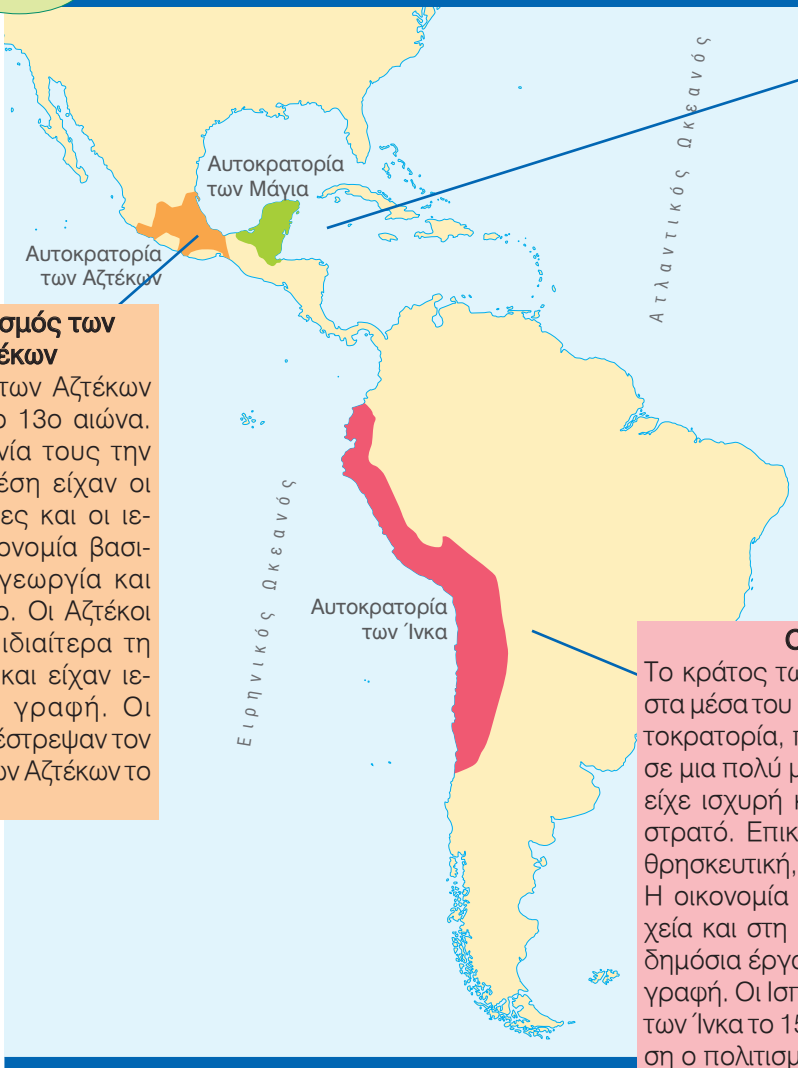 Αυτοκρατορία
των Μάγια
Αυτοκρατορία
των Αζτέκων
Ατλαντικός Ωκεανός
σμός των
έκων
των Αζτέκων
ο 13ο αιώνα.
νία τους την
έση είχαν οι
ες και οι ιε-
ονομία βασι-
γεωργία και
ο. Οι Αζτέκοι
ιδιαίτερα τη
και είχαν ιε-
γραφή. Οι
έστρεψαν τον
ων Αζτέκων το
Ειρηνικός Ωκεανός
Αυτοκρατορία
των Ίνκα
Το κράτος τω
στα μέσα του
τοκρατορία, π
σε μια πολύ μ
είχε ισχυρή κ
στρατό. Επικ
θρησκευτική,
Η οικονομία
χεία και στη
δημόσια έργα
γραφή. Οι Ισπ
των Ίνκα το 15
ση ο πολιτισμ